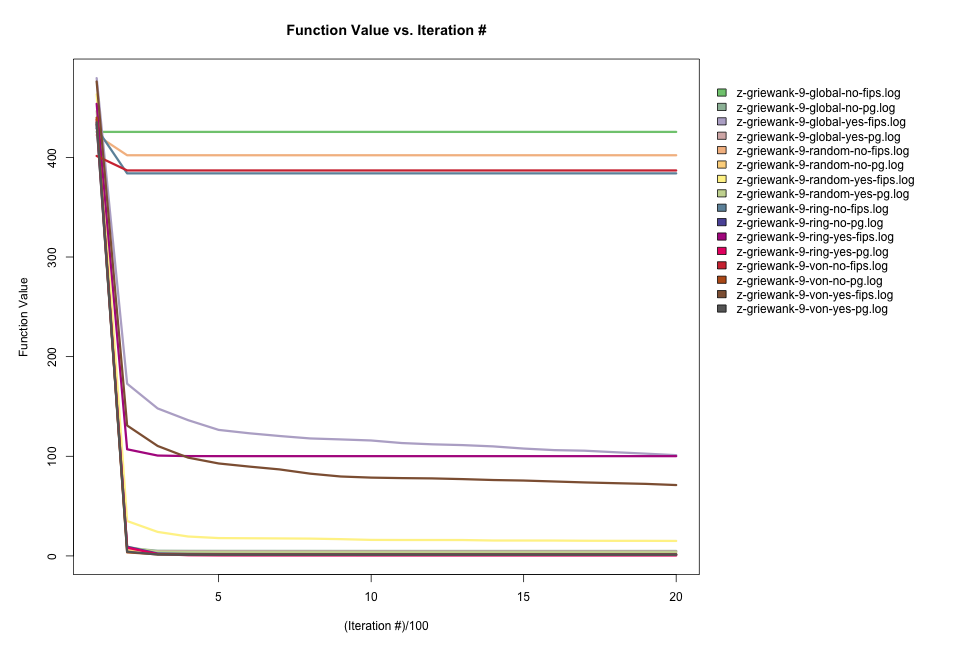 Function Value vs. Iteration #
Function Value
0
100
200
300
400
5
10
15
20
(Iteration #)/100
z-griewank-9-global-no-fips.log
z-griewank-9-global-no-pg.log
z-griewank-9-global-yes-fips.log
z-griewank-9-global-yes-pg.log
z-griewank-9-random-no-fips.log
z-griewank-9-random-no-pg.log
z-griewank-9-random-yes-fips.log
z-griewank-9-random-yes-pg.log
z-griewank-9-ring-no-fips.log
z-griewank-9-ring-no-pg.log
z-griewank-9-ring-yes-fips.log
z-griewank-9-ring-yes-pg.log
z-griewank-9-von-no-fips.log
z-griewank-9-von-no-pg.log
z-griewank-9-von-yes-fips.log
z-griewank-9-von-yes-pg.log